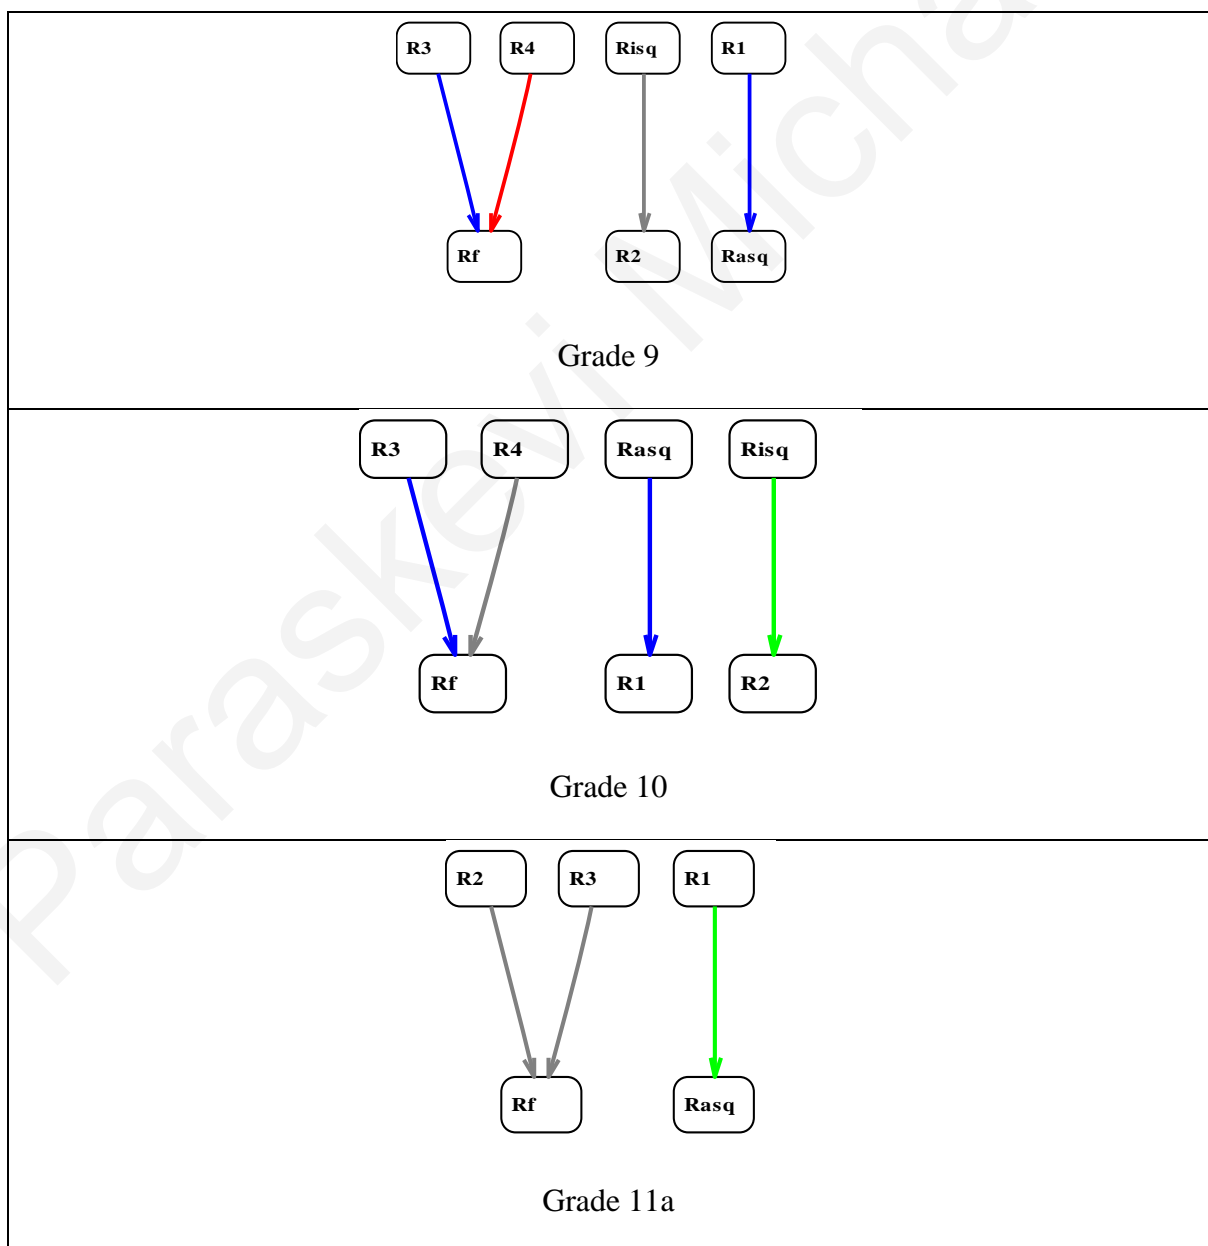 R3 R4 Risq R1
Rf R2 Rasq
Grade 9
R3 R4 Rasq Risq
Rf R1 R2
Grade 10
R2 R3 R1
Rf Rasq
Grade 11a
Paraskevi Micha